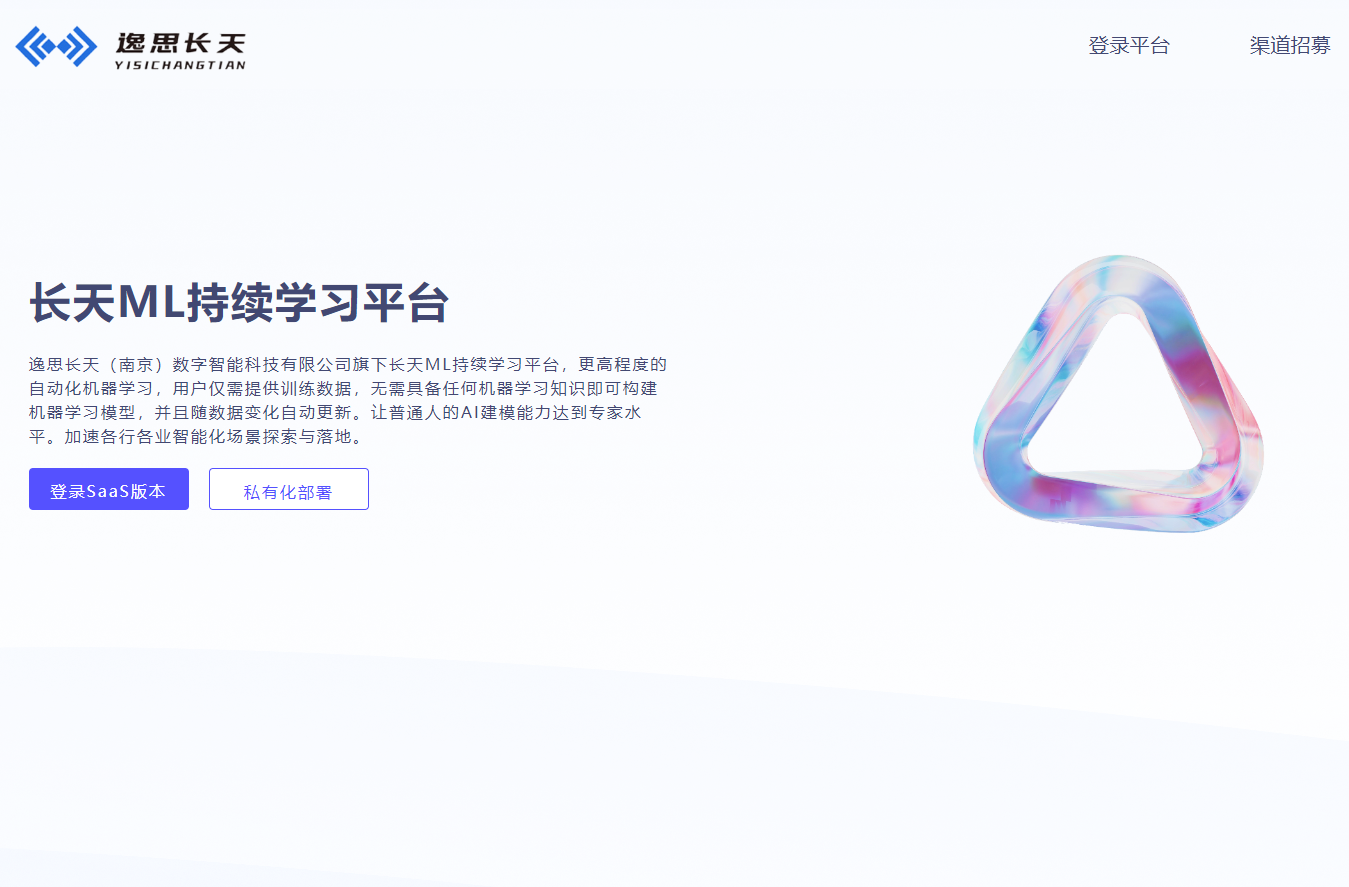 逸思长天
YISICHANGTIAN
登录平台
渠道招募
长天ML持续学习平台
逸思长天（南京）数字智能科技有限公司旗下长天ML持续学习平台，更高程度的
自动化机器学习，用户仅需提供训练数据，无需具备任何机器学习知识即可构建
机器学习模型，并且随数据变化自动更新。让普通人的AI建模能力达到专家水
平。加速各行各业智能化场景探索与落地。
登录SaaS版本
私有化部署